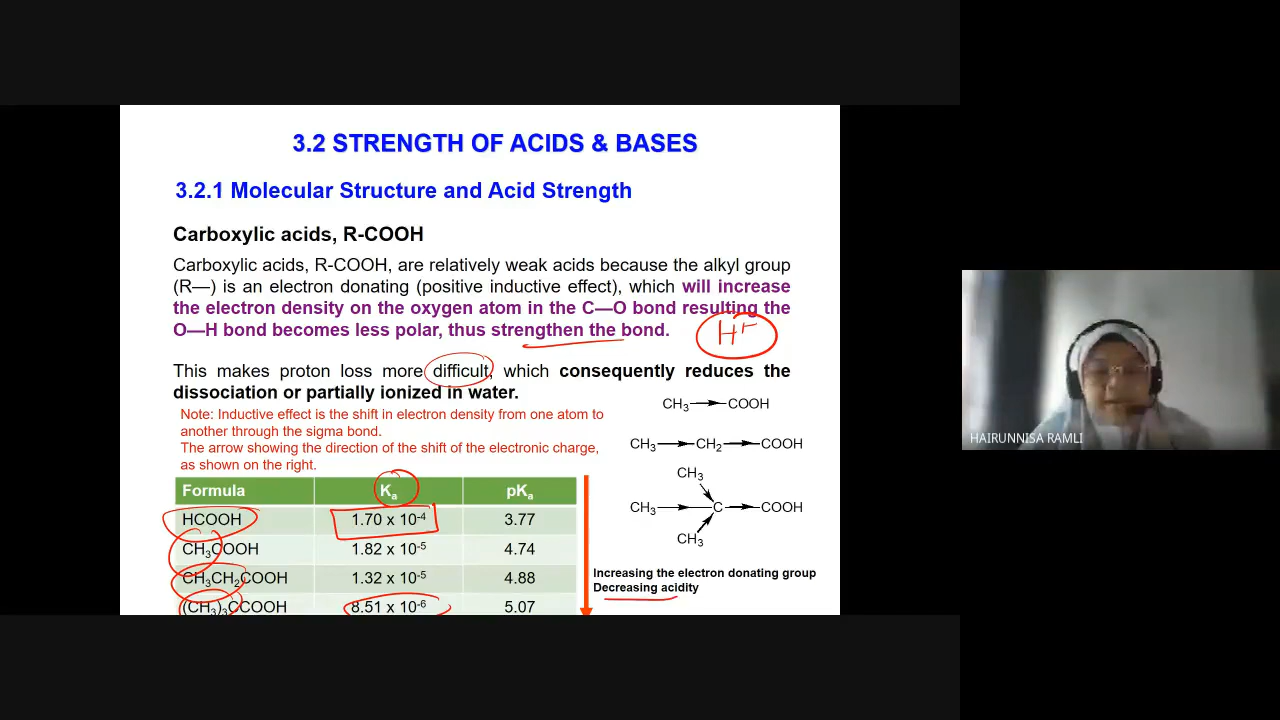 3.2 STRENGTH OF ACIDS & BASES
3.2.1 Molecular Structure and Acid Strength
Carboxylic acids, R-COOH
Carboxylic acids, R-COOH, are relatively weak acids because the alkyl group
(R—) is an electron donating (positive inductive effect), which will increase
the electron density on the oxygen atom in the C—O bond resulting the
O—H bond becomes less polar, thus strengthen the bond.
H+
This makes proton loss more difficult, which consequently reduces the
dissociation or partially ionized in water.
Note: Inductive effect is the shift in electron density from one atom to
another through the sigma bond.
The arrow showing the direction of the shift of the electronic charge,
as shown on the right.
CH₃ COOH
CH₃ CH₂ COOH
CH₃
CH₃ C COOH
CH₃
Formula Kₐ pKₐ
HCOOH 1.70 x 10⁻⁴ 3.77
CH₃COOH 1.82 x 10⁻⁵ 4.74
CH₃CH₂COOH 1.32 x 10⁻⁵ 4.88
(CH₃)₃CCOOH 8.51 x 10⁻⁶ 5.07
Increasing the electron donating group
Decreasing acidity
HAIRUNNISA RAMLI